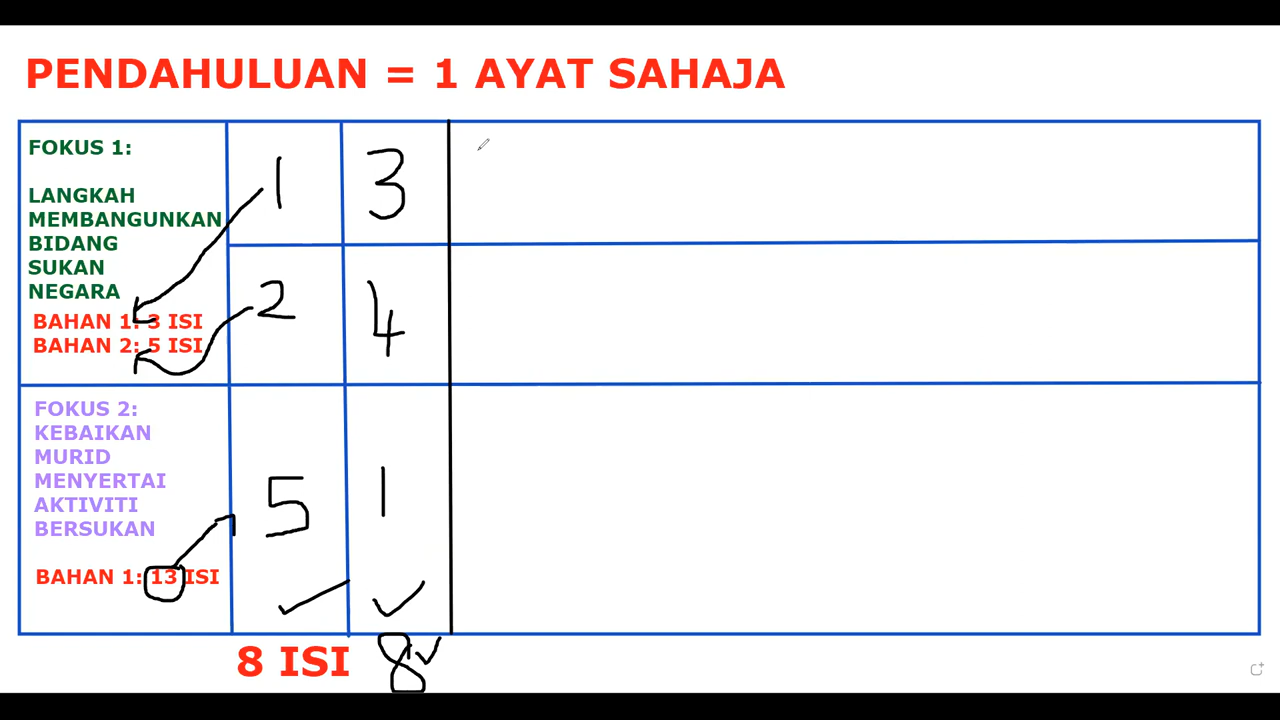 PENDAHULUAN = 1 AYAT SAHAJA
FOKUS 1:
LANGKAH
MEMBANGUNKAN
BIDANG
SUKAN
NEGARA
BAHAN 1: 3 ISI
BAHAN 2: 5 ISI
1 3
2 4
FOKUS 2:
KEBAIKAN
MURID
MENYERTAI
AKTIVITI
BERSUKAN
BAHAN 1: 13 ISI
5 1
8 ISI 8